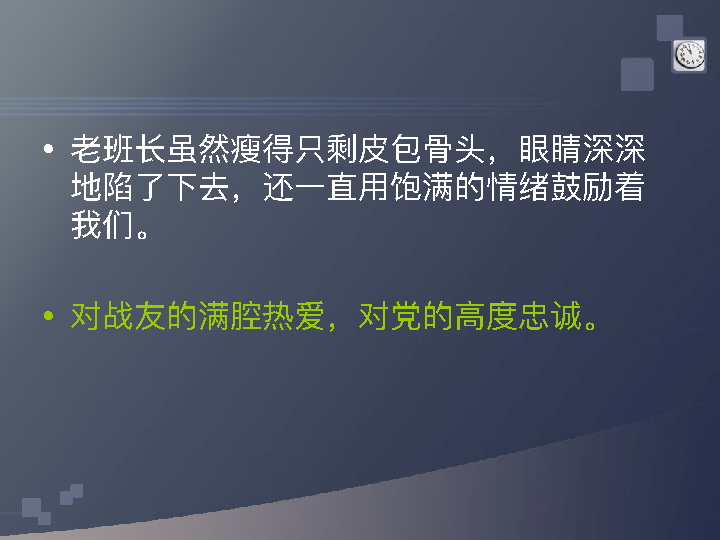 • 老班长虽然瘦得只剩皮包骨头，眼睛深深
地陷了下去，还一直用饱满的情绪鼓励着
我们。
• 对战友的满腔热爱，对党的高度忠诚。